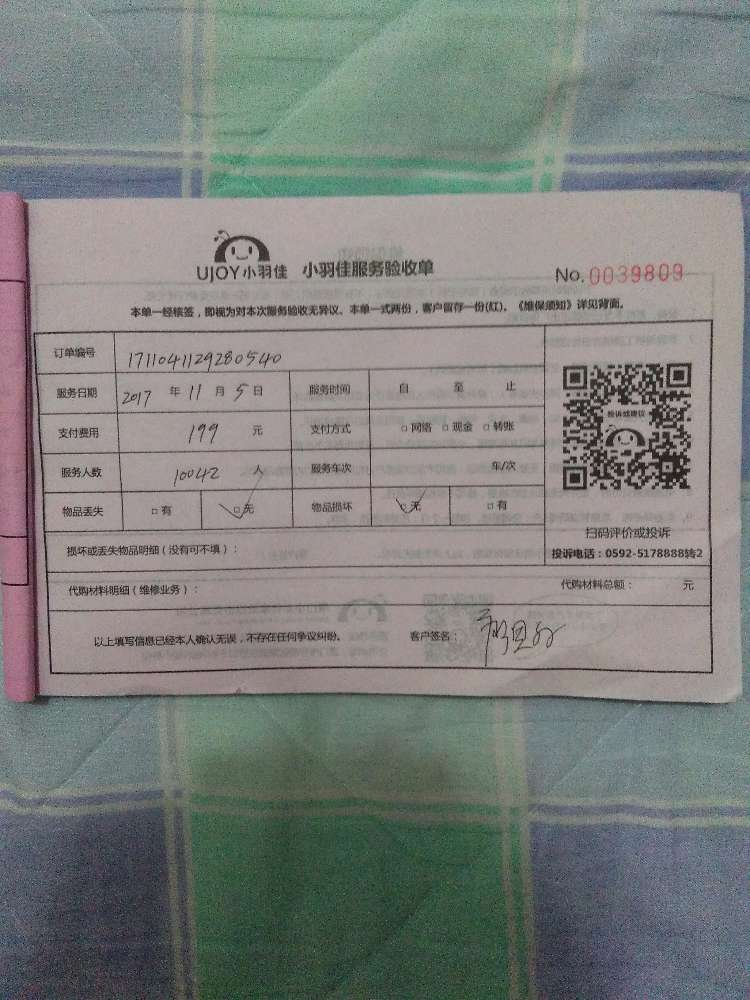 UJOY小羽佳 小羽佳服务验收单 No.0039809
本单一经核签，即视为对本次服务验收无异议。本单一式两份，客户留存一份(红)。《维保须知》详见背面。
订单编号 1711041129280540
服务日期 2017 年 11 月 5 日 服务时间 自 至 止
支付费用 199 元 支付方式 □网络 □现金 □转账
服务人数 10042 人 服务车次 车/次
物品丢失 □有 □无 物品损坏 □无 □有
投诉或建议
扫码评价或投诉
投诉电话：0592-5178888转2
损坏或丢失物品明细（没有可不填）：
代购材料明细（维修业务）： 代购材料总额： 元
以上填写信息已经本人确认无误，不存在任何争议纠纷。 客户签名：